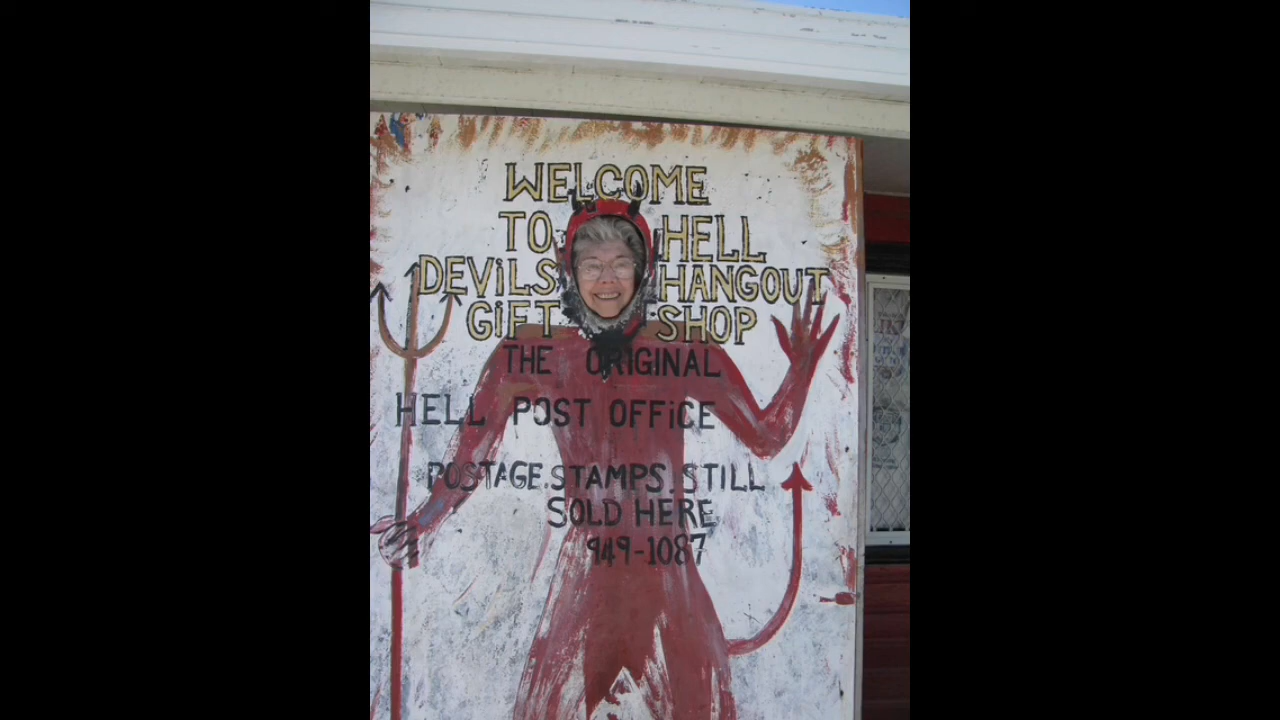 WELCOME
TO HELL
DEViLS HANGOUT
GiFT SHOP
THE ORIGINAL
HELL POST OFFiCE
POSTAGE.STAMPS.STILL
SOLD HERE
949-1087